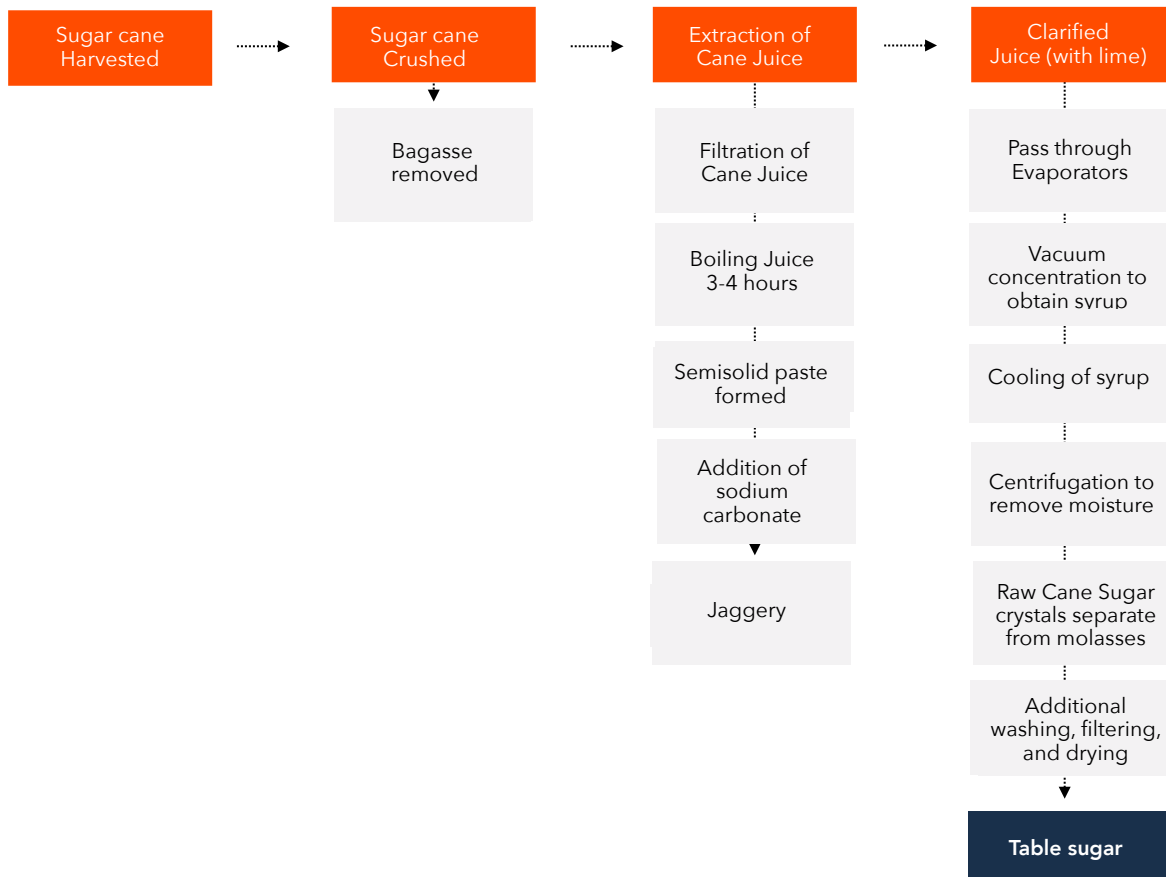 Sugar cane
Harvested
Sugar cane
Crushed
Extraction of
Cane Juice
Clarified
Juice (with lime)
Bagasse
removed
Filtration of
Cane Juice
Boiling Juice
3-4 hours
Semisolid paste
formed
Addition of
sodium
carbonate
Jaggery
Pass through
Evaporators
Vacuum
concentration to
obtain syrup
Cooling of syrup
Centrifugation to
remove moisture
Raw Cane Sugar
crystals separate
from molasses
Additional
washing, filtering,
and drying
Table sugar